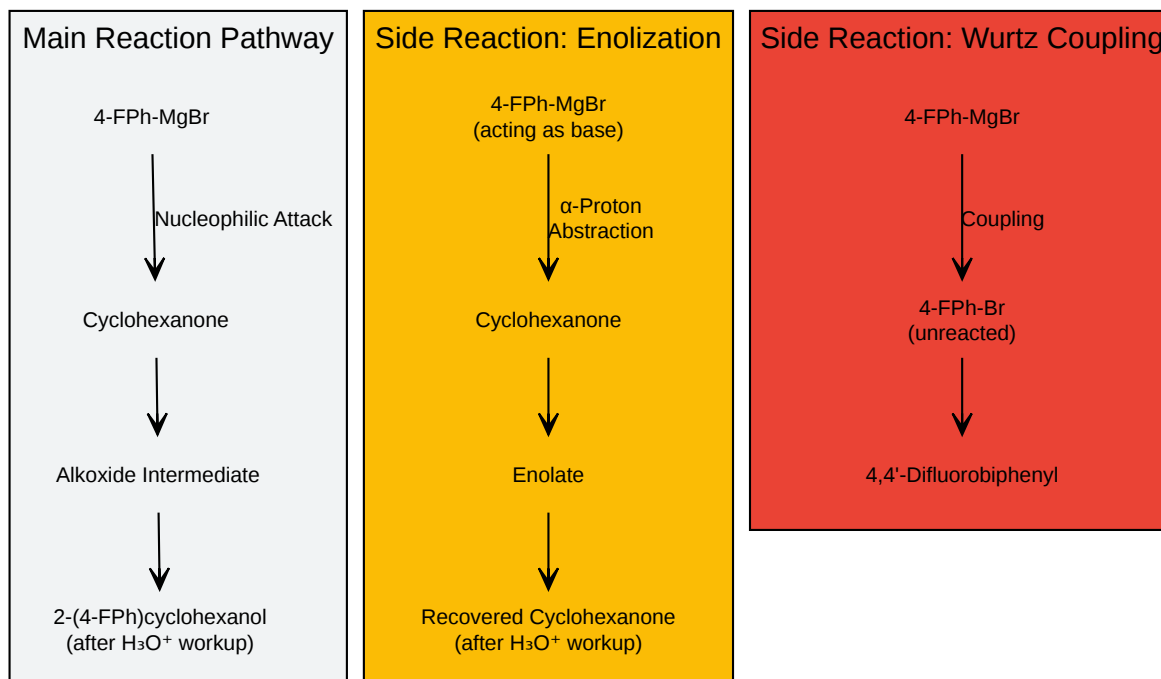 Main Reaction Pathway
4-FPh-MgBr
Nucleophilic Attack
Cyclohexanone
Alkoxide Intermediate
2-(4-FPh)cyclohexanol
(after H₃O⁺ workup)
Side Reaction: Enolization
4-FPh-MgBr
(acting as base)
α-Proton
Abstraction
Cyclohexanone
Enolate
Recovered Cyclohexanone
(after H₃O⁺ workup)
Side Reaction: Wurtz Coupling
4-FPh-MgBr
Coupling
4-FPh-Br
(unreacted)
4,4'-Difluorobiphenyl